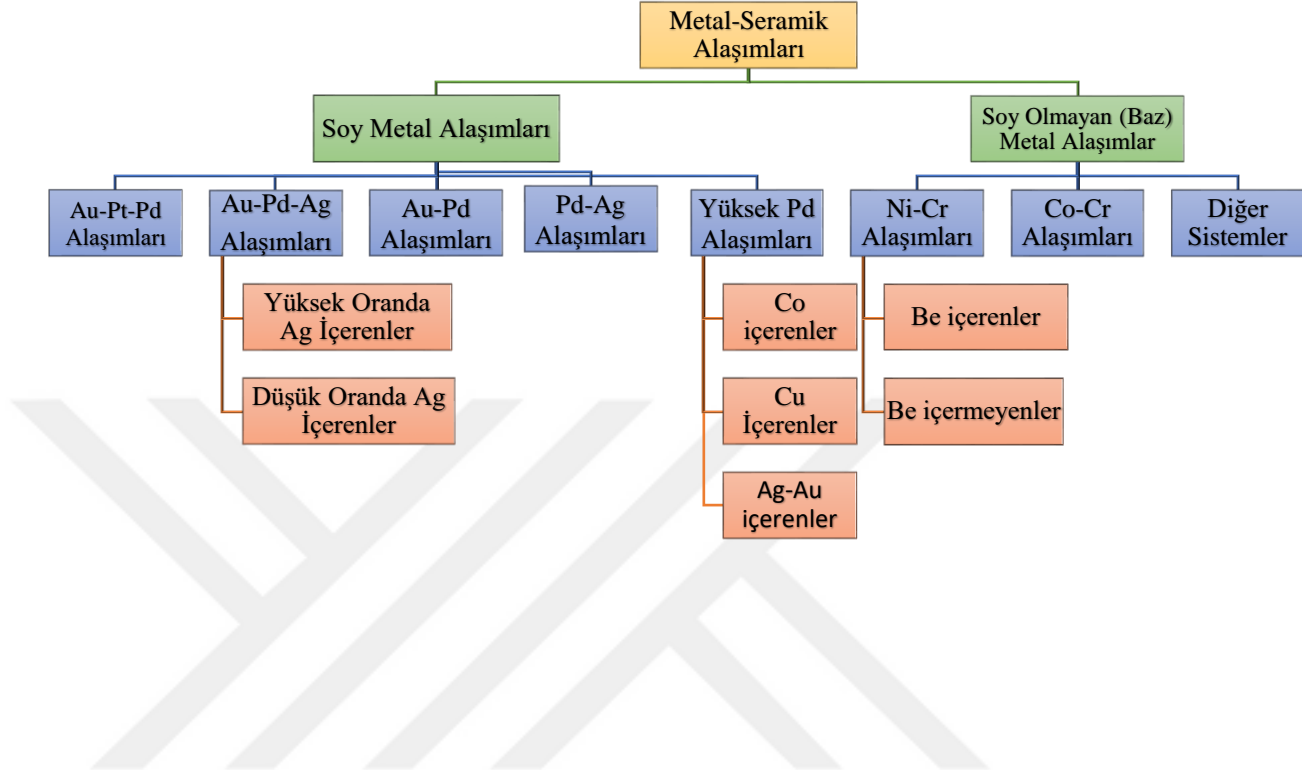 Metal-Seramik
Alaşımları
Soy Metal Alaşımları
Soy Olmayan (Baz)
Metal Alaşımlar
Au-Pt-Pd
Alaşımları
Au-Pd-Ag
Alaşımları
Au-Pd
Alaşımları
Pd-Ag
Alaşımları
Yüksek Pd
Alaşımları
Ni-Cr
Alaşımları
Co-Cr
Alaşımları
Diğer
Sistemler
Yüksek Oranda
Ag İçerenler
Düşük Oranda Ag
İçerenler
Co
içerenler
Cu
İçerenler
Ag-Au
içerenler
Be içerenler
Be içermeyenler